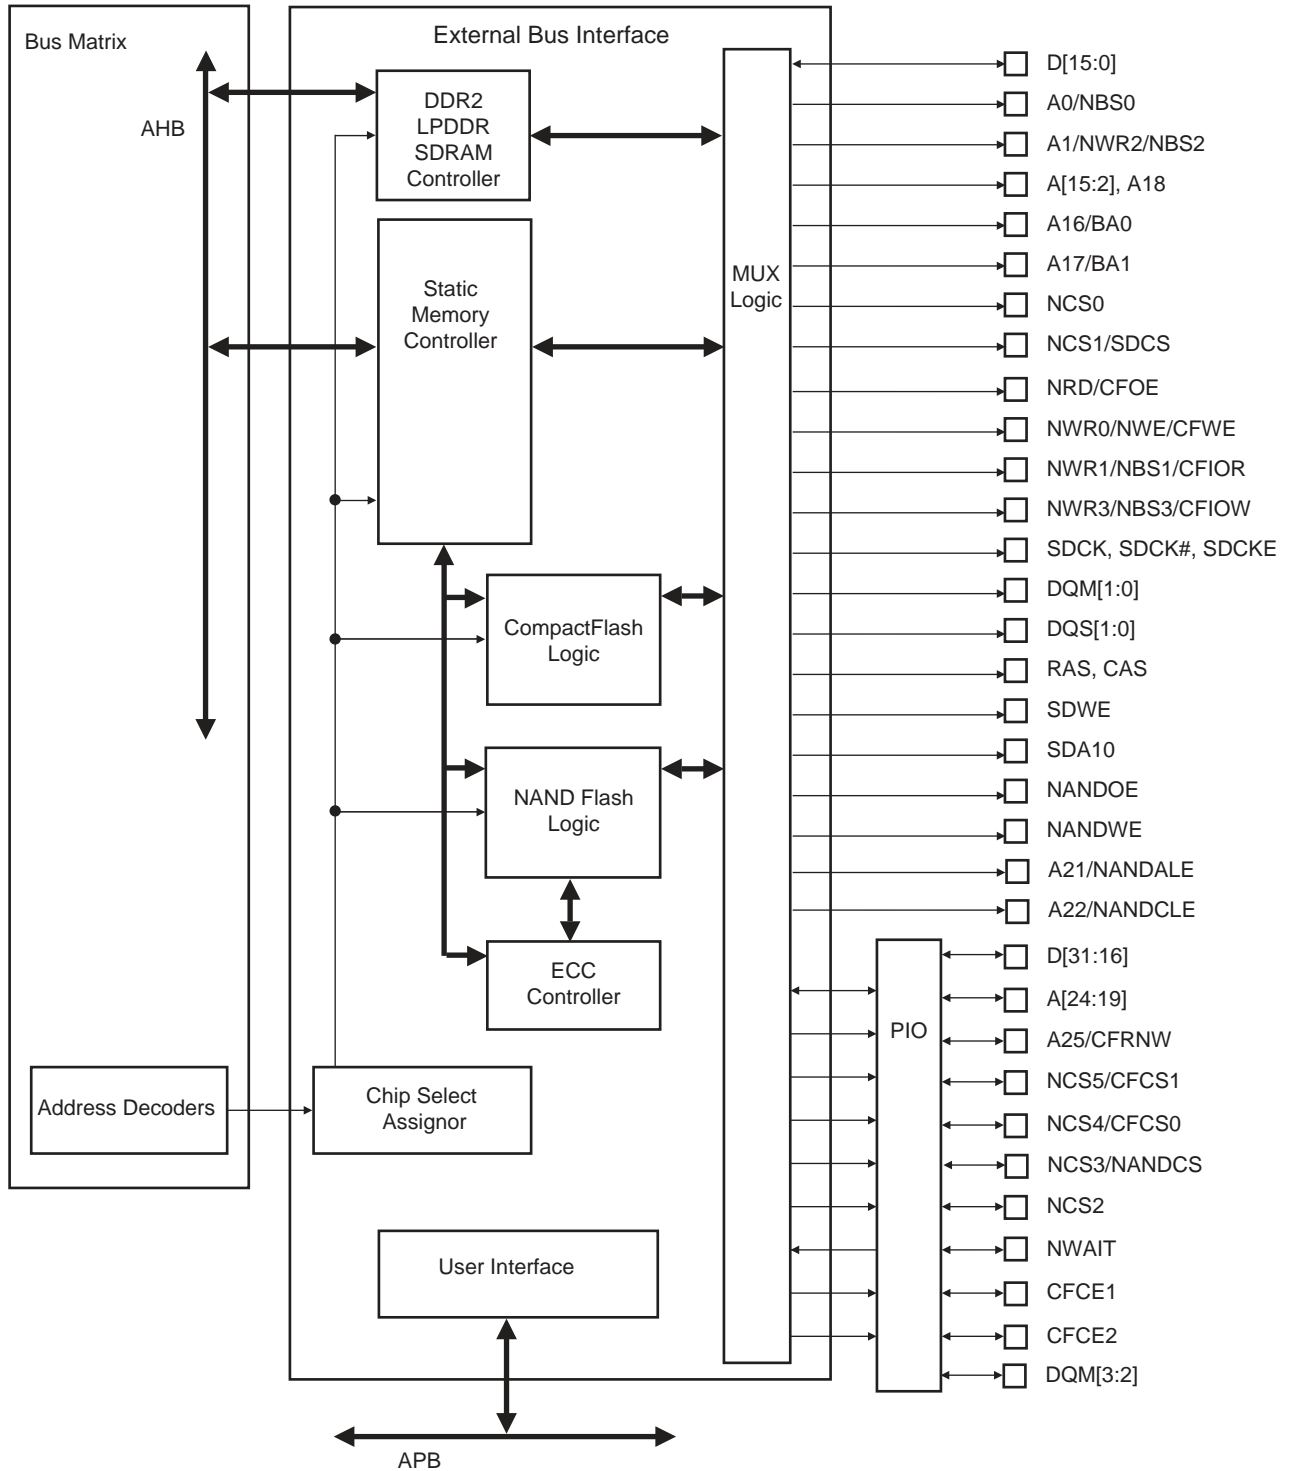 Bus Matrix
AHB
Address Decoders
External Bus Interface
DDR2
LPDDR
SDRAM
Controller
Static
Memory
Controller
CompactFlash
Logic
NAND Flash
Logic
ECC
Controller
Chip Select
Assignor
User Interface
APB
MUX
Logic
PIO
D[15:0]
A0/NBS0
A1/NWR2/NBS2
A[15:2], A18
A16/BA0
A17/BA1
NCS0
NCS1/SDCS
NRD/CFOE
NWR0/NWE/CFWE
NWR1/NBS1/CFIOR
NWR3/NBS3/CFIOW
SDCK, SDCK#, SDCKE
DQM[1:0]
DQS[1:0]
RAS, CAS
SDWE
SDA10
NANDOE
NANDWE
A21/NANDALE
A22/NANDCLE
D[31:16]
A[24:19]
A25/CFRNW
NCS5/CFCS1
NCS4/CFCS0
NCS3/NANDCS
NCS2
NWAIT
CFCE1
CFCE2
DQM[3:2]